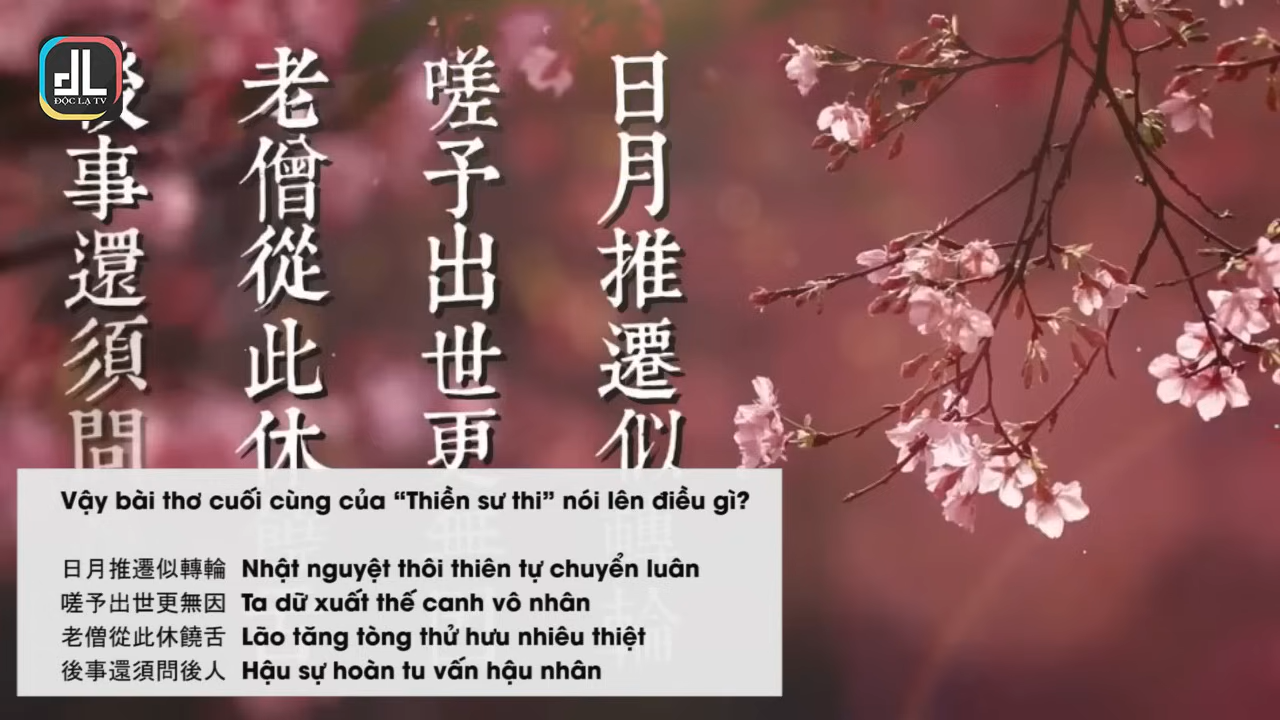 ĐỘC LẠ TV
日月推遷似轉輪
嗟予出世更無
老僧從此休
後事還須問
Vậy bài thơ cuối cùng của “Thiền sư thi” nói lên điều gì?
日月推遷似轉輪 Nhật nguyệt thôi thiên tự chuyển luân
嗟予出世更無因 Ta dữ xuất thế canh vô nhân
老僧從此休饒舌 Lão tăng tòng thử hưu nhiêu thiệt
後事還須問後人 Hậu sự hoàn tu vấn hậu nhân